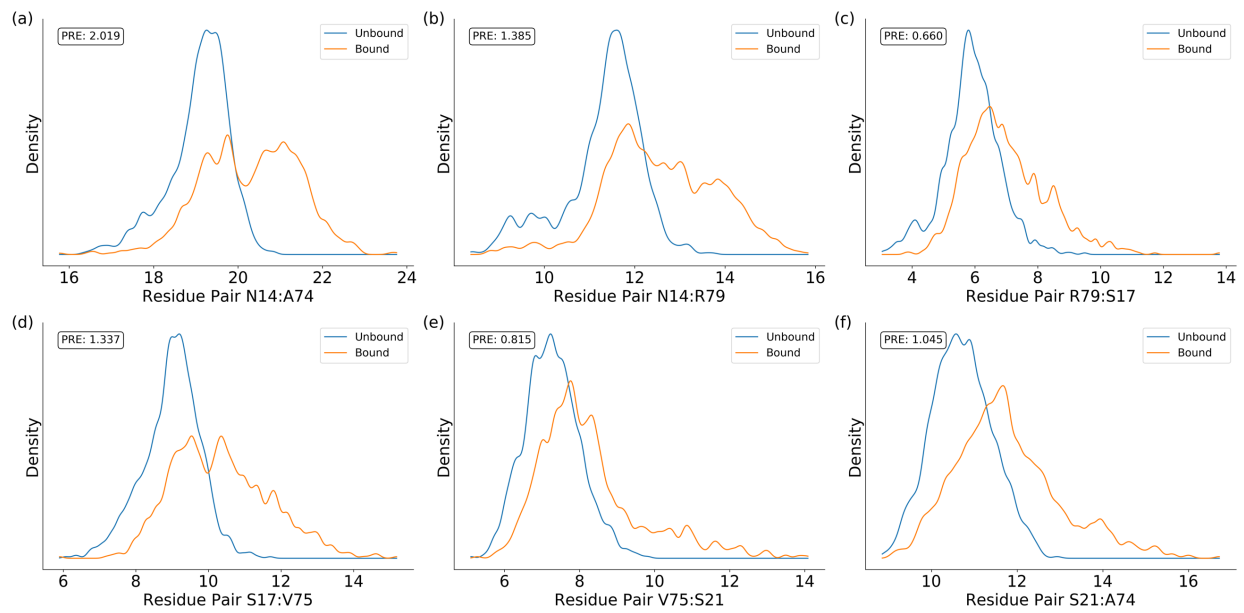 (a)
PRE: 2.019
Unbound
Bound
Density
16 18 20 22 24
Residue Pair N14:A74
(b)
PRE: 1.385
Unbound
Bound
Density
10 12 14 16
Residue Pair N14:R79
(c)
PRE: 0.660
Unbound
Bound
Density
4 6 8 10 12 14
Residue Pair R79:S17
(d)
PRE: 1.337
Unbound
Bound
Density
6 8 10 12 14
Residue Pair S17:V75
(e)
PRE: 0.815
Unbound
Bound
Density
6 8 10 12 14
Residue Pair V75:S21
(f)
PRE: 1.045
Unbound
Bound
Density
10 12 14 16
Residue Pair S21:A74